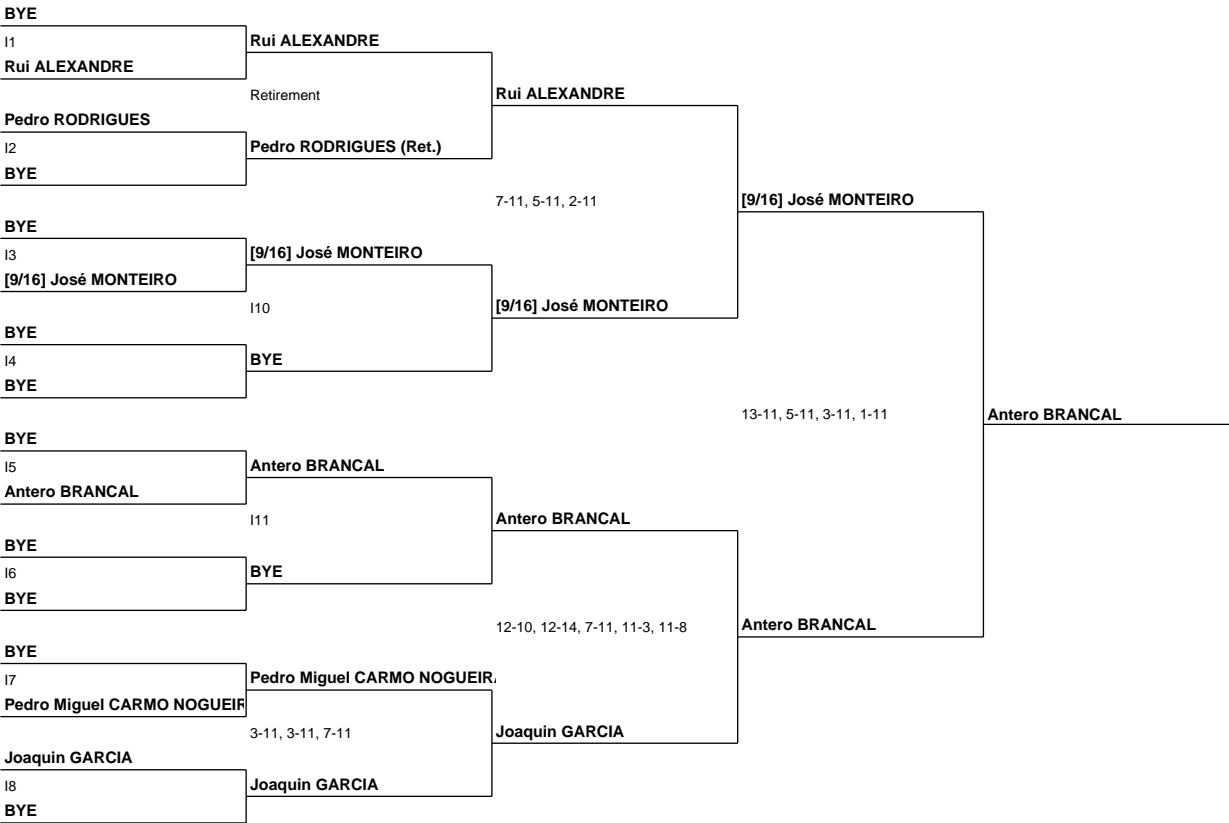 BYE
I1
Rui ALEXANDRE
Rui ALEXANDRE
Retirement
Rui ALEXANDRE
Pedro RODRIGUES
I2
Pedro RODRIGUES (Ret.)
BYE
7-11, 5-11, 2-11
[9/16] José MONTEIRO
BYE
I3
[9/16] José MONTEIRO
[9/16] José MONTEIRO
I10
[9/16] José MONTEIRO
BYE
I4
BYE
BYE
13-11, 5-11, 3-11, 1-11
Antero BRANCAL
BYE
I5
Antero BRANCAL
Antero BRANCAL
I11
Antero BRANCAL
BYE
I6
BYE
BYE
12-10, 12-14, 7-11, 11-3, 11-8
Antero BRANCAL
BYE
I7
Pedro Miguel CARMO NOGUEIRA
Pedro Miguel CARMO NOGUEIR
3-11, 3-11, 7-11
Joaquin GARCIA
Joaquin GARCIA
I8
Joaquin GARCIA
BYE